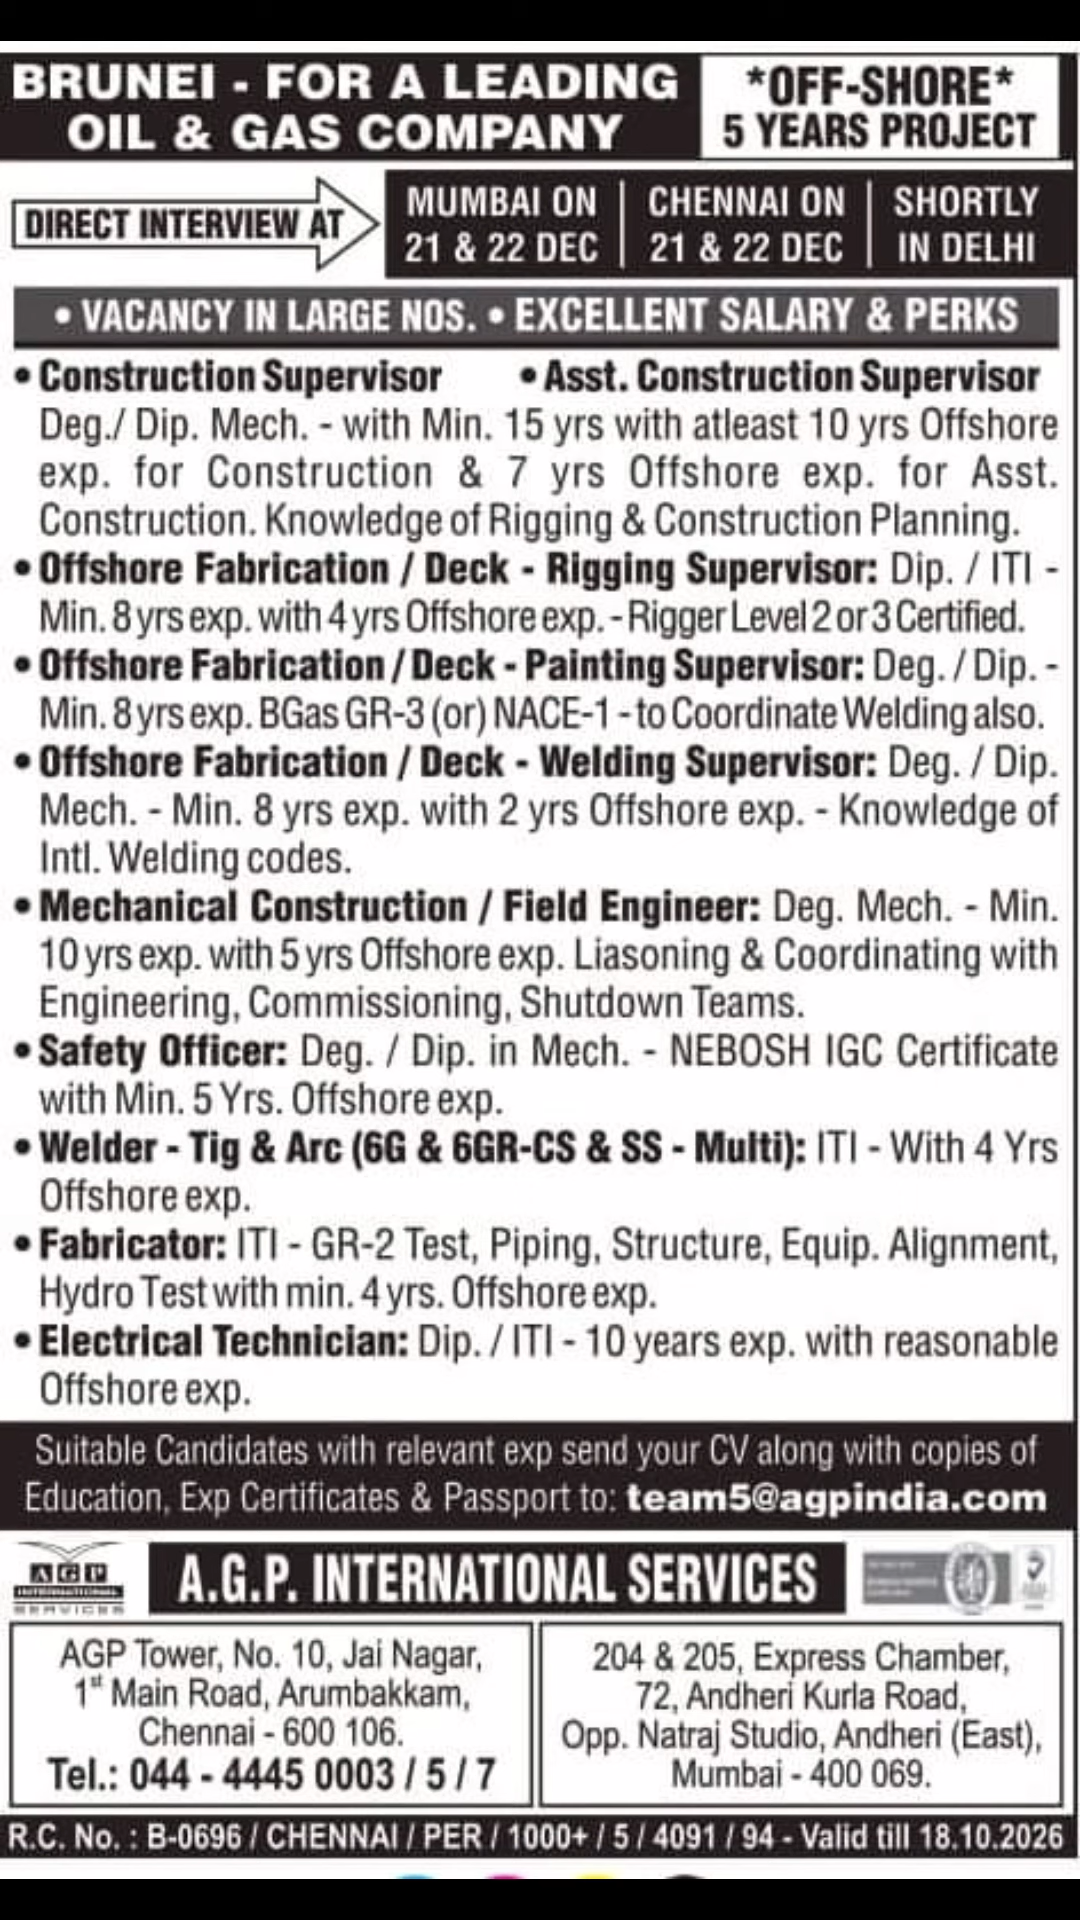 BRUNEI - FOR A LEADING
OIL & GAS COMPANY
*OFF-SHORE*
5 YEARS PROJECT
DIRECT INTERVIEW AT
MUMBAI ON
21 & 22 DEC
CHENNAI ON
21 & 22 DEC
SHORTLY
IN DELHI
• VACANCY IN LARGE NOS. • EXCELLENT SALARY & PERKS
• Construction Supervisor • Asst. Construction Supervisor
Deg./ Dip. Mech. - with Min. 15 yrs with atleast 10 yrs Offshore
exp. for Construction & 7 yrs Offshore exp. for Asst.
Construction. Knowledge of Rigging & Construction Planning.
• Offshore Fabrication / Deck - Rigging Supervisor: Dip. / ITI -
Min. 8 yrs exp. with 4 yrs Offshore exp. - Rigger Level 2 or 3 Certified.
• Offshore Fabrication / Deck - Painting Supervisor: Deg. / Dip. -
Min. 8 yrs exp. BGas GR-3 (or) NACE-1 - to Coordinate Welding also.
• Offshore Fabrication / Deck - Welding Supervisor: Deg. / Dip.
Mech. - Min. 8 yrs exp. with 2 yrs Offshore exp. - Knowledge of
Intl. Welding codes.
• Mechanical Construction / Field Engineer: Deg. Mech. - Min.
10 yrs exp. with 5 yrs Offshore exp. Liasoning & Coordinating with
Engineering, Commissioning, Shutdown Teams.
• Safety Officer: Deg. / Dip. in Mech. - NEBOSH IGC Certificate
with Min. 5 Yrs. Offshore exp.
• Welder - Tig & Arc (6G & 6GR-CS & SS - Multi): ITI - With 4 Yrs
Offshore exp.
• Fabricator: ITI - GR-2 Test, Piping, Structure, Equip. Alignment,
Hydro Test with min. 4 yrs. Offshore exp.
• Electrical Technician: Dip. / ITI - 10 years exp. with reasonable
Offshore exp.
Suitable Candidates with relevant exp send your CV along with copies of
Education, Exp Certificates & Passport to: team5@agpindia.com
AGP
INTERNATIONAL
SERVICES
A.G.P. INTERNATIONAL SERVICES
AGP Tower, No. 10, Jai Nagar,
1st Main Road, Arumbakkam,
Chennai - 600 106.
Tel.: 044 - 4445 0003 / 5 / 7
204 & 205, Express Chamber,
72, Andheri Kurla Road,
Opp. Natraj Studio, Andheri (East),
Mumbai - 400 069.
R.C. No. : B-0696 / CHENNAI / PER / 1000+ / 5 / 4091 / 94 - Valid till 18.10.2026